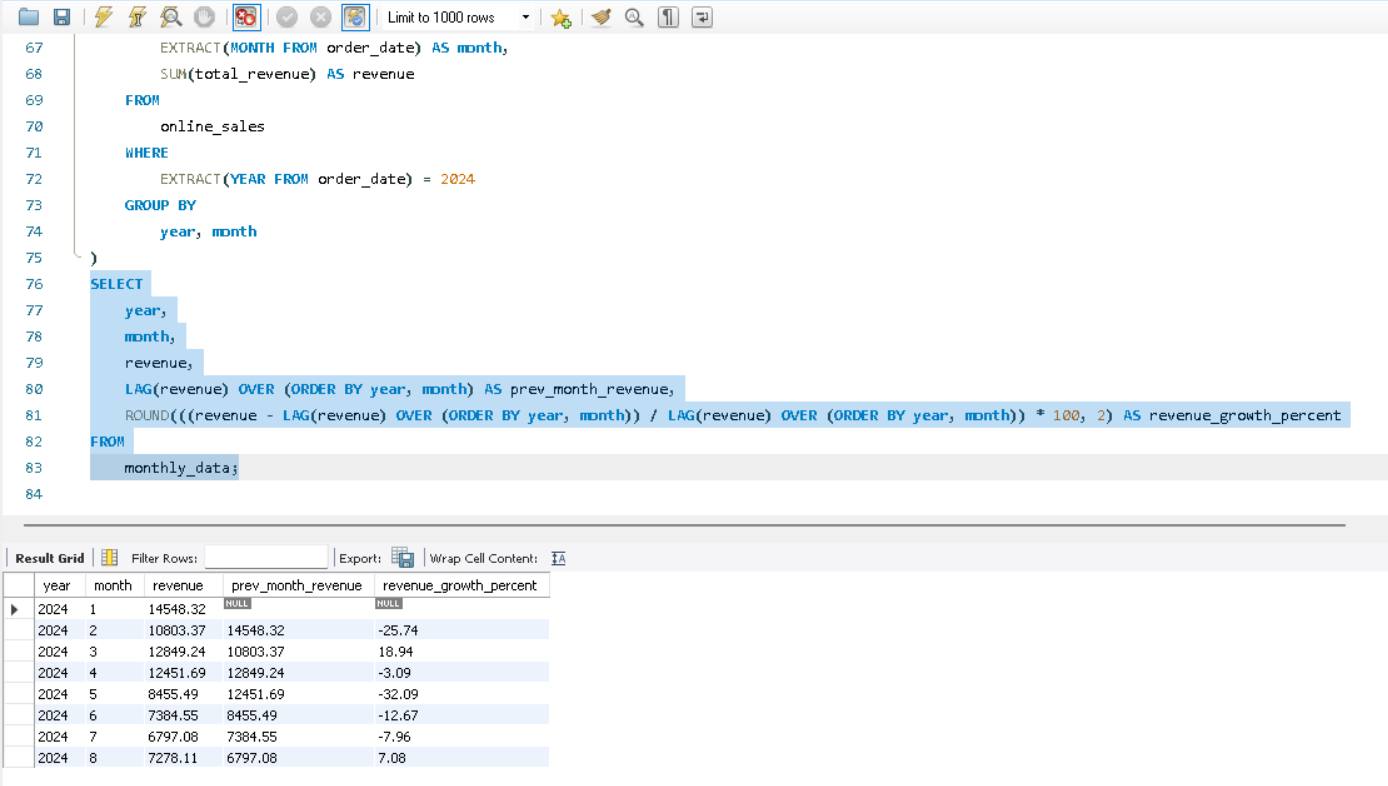 Limit to 1000 rows
67 EXTRACT(MONTH FROM order_date) AS month,
68 SUM(total_revenue) AS revenue
69 FROM
70 online_sales
71 WHERE
72 EXTRACT(YEAR FROM order_date) = 2024
73 GROUP BY
74 year, month
75 )
76 SELECT
77 year,
78 month,
79 revenue,
80 LAG(revenue) OVER (ORDER BY year, month) AS prev_month_revenue,
81 ROUND(((revenue - LAG(revenue) OVER (ORDER BY year, month)) / LAG(revenue) OVER (ORDER BY year, month)) * 100, 2) AS revenue_growth_percent
82 FROM
83 monthly_data;
84
Result Grid Filter Rows: Export: Wrap Cell Content: IA
year month revenue prev_month_revenue revenue_growth_percent
2024 1 14548.32 NULL NULL
2024 2 10803.37 14548.32 -25.74
2024 3 12849.24 10803.37 18.94
2024 4 12451.69 12849.24 -3.09
2024 5 8455.49 12451.69 -32.09
2024 6 7384.55 8455.49 -12.67
2024 7 6797.08 7384.55 -7.96
2024 8 7278.11 6797.08 7.08